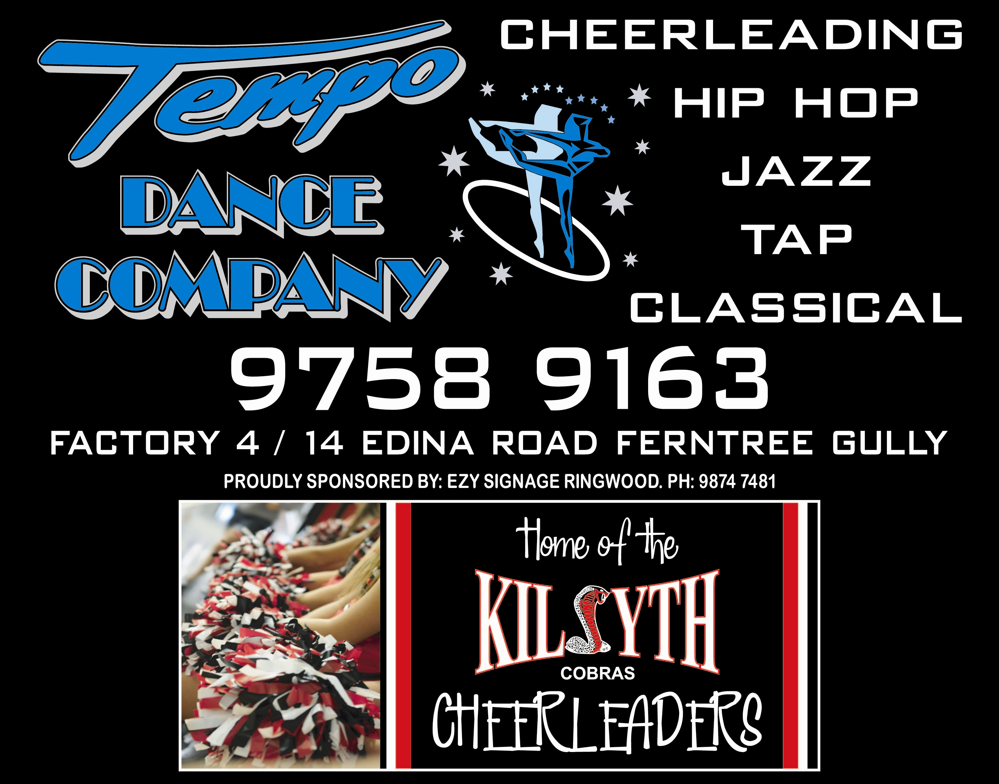 Tempo
DANCE
COMPANY
CHEERLEADING
HIP HOP
JAZZ
TAP
CLASSICAL
9758 9163
FACTORY 4 / 14 EDINA ROAD FERNTREE GULLY
PROUDLY SPONSORED BY: EZY SIGNAGE RINGWOOD. PH: 9874 7481
Home of the
KILSYTH
COBRAS
CHEERLEADERS